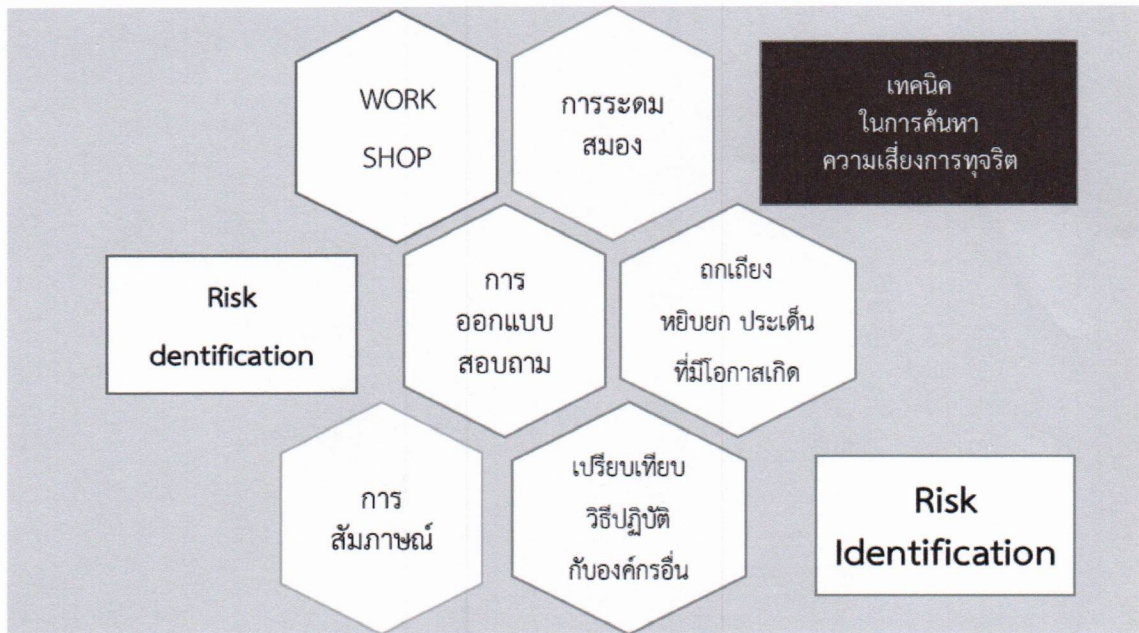 WORK
SHOP
การระดม
สมอง
เทคนิค
ในการค้นหา
ความเสี่ยงการทุจริต
Risk
dentification
การ
ออกแบบ
สอบถาม
ถกเถียง
หยิบยก ประเด็น
ที่มีโอกาสเกิด
การ
สัมภาษณ์
เปรียบเทียบ
วิธีปฏิบัติ
กับองค์กรอื่น
Risk
Identification